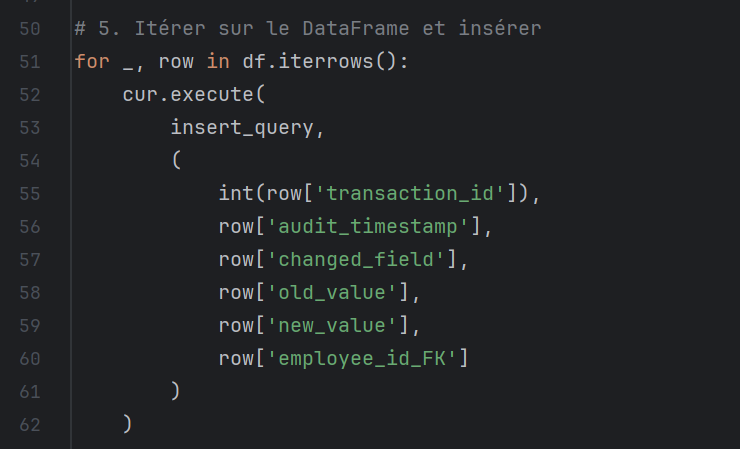 50 # 5. Itérer sur le DataFrame et insérer
51 for _, row in df.iterrows():
52     cur.execute(
53         insert_query,
54         (
55             int(row['transaction_id']),
56             row['audit_timestamp'],
57             row['changed_field'],
58             row['old_value'],
59             row['new_value'],
60             row['employee_id_FK']
61         )
62     )